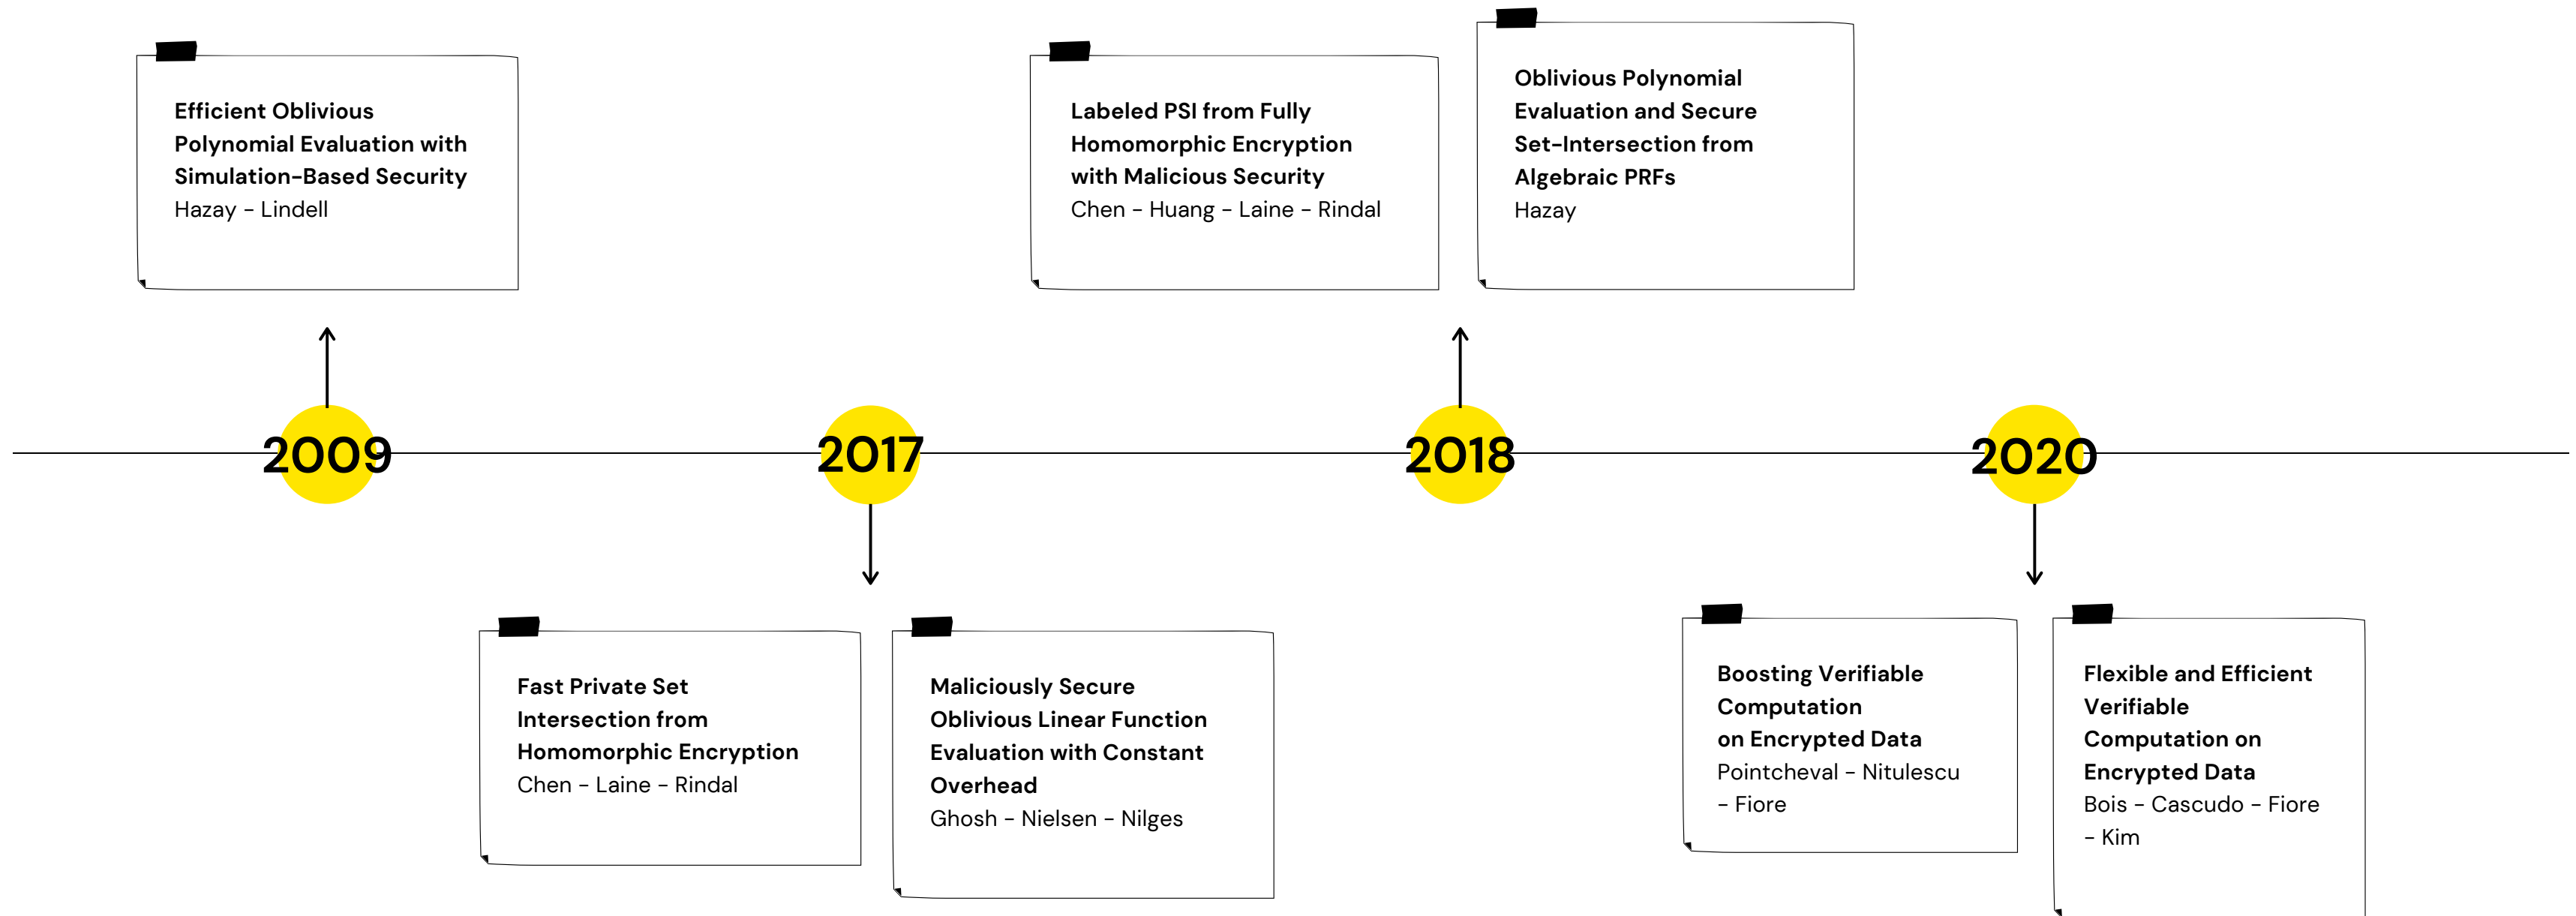 Efficient Oblivious
Polynomial Evaluation with
Simulation-Based Security
Hazay - Lindell
Labeled PSI from Fully
Homomorphic Encryption
with Malicious Security
Chen - Huang - Laine - Rindal
Oblivious Polynomial
Evaluation and Secure
Set-Intersection from
Algebraic PRFs
Hazay
2009
2017
2018
2020
Fast Private Set
Intersection from
Homomorphic Encryption
Chen - Laine - Rindal
Maliciously Secure
Oblivious Linear Function
Evaluation with Constant
Overhead
Ghosh - Nielsen - Nilges
Boosting Verifiable
Computation
on Encrypted Data
Pointcheval - Nitulescu
- Fiore
Flexible and Efficient
Verifiable
Computation on
Encrypted Data
Bois - Cascudo - Fiore
- Kim